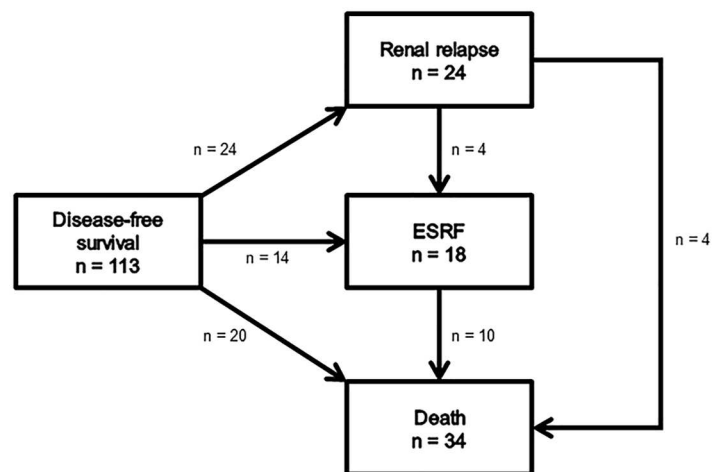 Renal relapse
n = 24
n = 24
n = 4
Disease-free
survival
n = 113
ESRF
n = 18
n = 14
n = 4
n = 20
n = 10
Death
n = 34